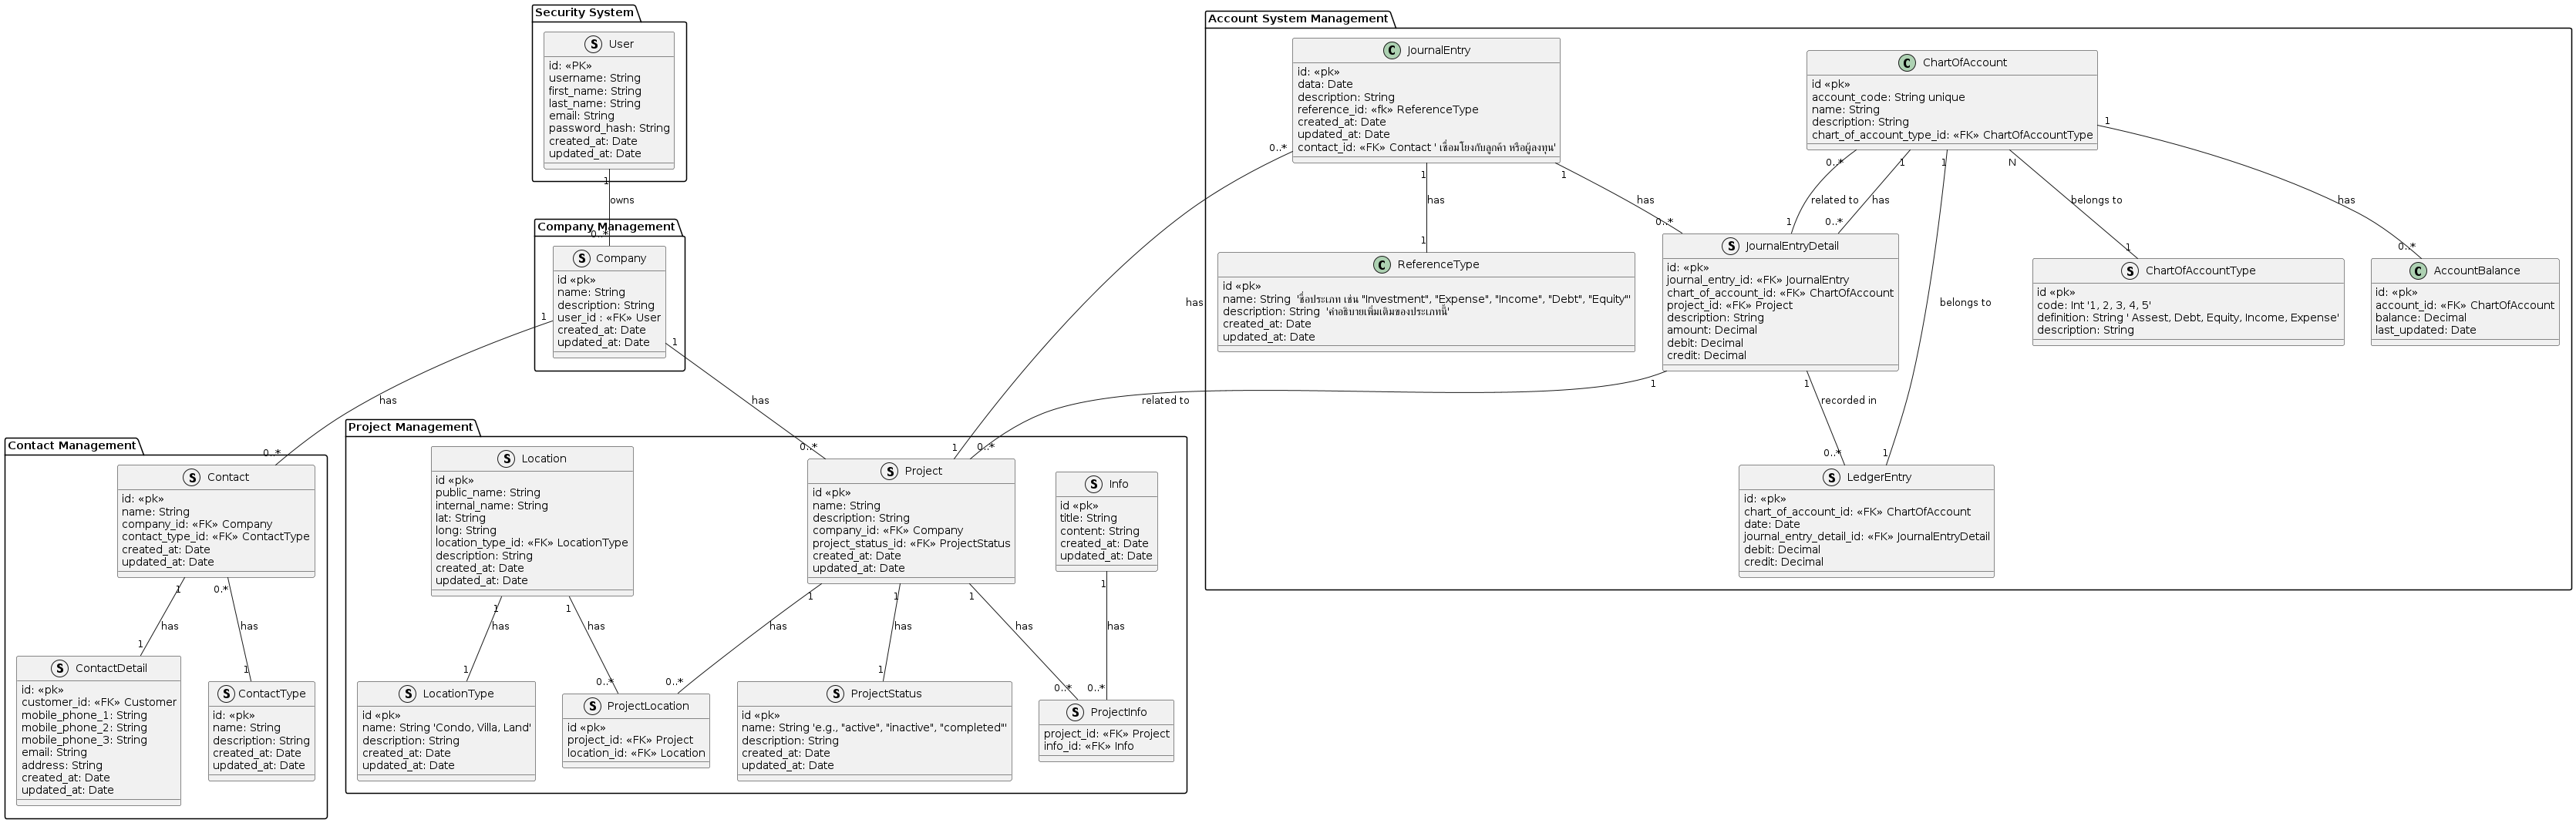 Security System
S User
id: «PK»
username: String
first_name: String
last_name: String
email: String
password_hash: String
created_at: Date
updated_at: Date
1
owns
0..*
Company Management
S Company
id «pk»
name: String
description: String
user_id : «FK» User
created_at: Date
updated_at: Date
1
has
0..*
1
has
0..*
Contact Management
S Contact
id: «pk»
name: String
company_id: «FK» Company
contact_type_id: «FK» ContactType
created_at: Date
updated_at: Date
1
has
1
0..*
has
1
S ContactDetail
id: «pk»
customer_id: «FK» Customer
mobile_phone_1: String
mobile_phone_2: String
mobile_phone_3: String
email: String
address: String
created_at: Date
updated_at: Date
S ContactType
id: «pk»
name: String
description: String
created_at: Date
updated_at: Date
Project Management
S Location
id «pk»
public_name: String
internal_name: String
lat: String
long: String
location_type_id: «FK» LocationType
description: String
created_at: Date
updated_at: Date
S Project
id «pk»
name: String
description: String
company_id: «FK» Company
project_status_id: «FK» ProjectStatus
created_at: Date
updated_at: Date
S Info
id «pk»
title: String
content: String
created_at: Date
updated_at: Date
1
has
1
1
has
0..*
1
has
0..*
1
has
1
1
has
0..*
1
has
0..*
S LocationType
id «pk»
name: String 'Condo, Villa, Land'
description: String
created_at: Date
updated_at: Date
S ProjectLocation
id «pk»
project_id: «FK» Project
location_id: «FK» Location
S ProjectStatus
id «pk»
name: String 'e.g., "active", "inactive", "completed"'
description: String
created_at: Date
updated_at: Date
S ProjectInfo
project_id: «FK» Project
info_id: «FK» Info
Account System Management
C JournalEntry
id: «pk»
data: Date
description: String
reference_id: «fk» ReferenceType
created_at: Date
updated_at: Date
contact_id: «FK» Contact ' เชื่อมโยงกับลูกค้า หรือผู้ลงทุน'
C ChartOfAccount
id «pk»
account_code: String unique
name: String
description: String
chart_of_account_type_id: «FK» ChartOfAccountType
0..*
has
1
1
has
1
1
has
0..*
0..*
related to
1
1
has
0..*
1
belongs to
1
N
belongs to
1
1
has
0..*
C ReferenceType
id «pk»
name: String 'ชื่อประเภท เช่น "Investment", "Expense", "Income", "Debt", "Equity"'
description: String 'คำอธิบายเพิ่มเติมของประเภทนี้'
created_at: Date
updated_at: Date
S JournalEntryDetail
id: «pk»
journal_entry_id: «FK» JournalEntry
chart_of_account_id: «FK» ChartOfAccount
project_id: «FK» Project
description: String
amount: Decimal
debit: Decimal
credit: Decimal
S ChartOfAccountType
id «pk»
code: Int '1, 2, 3, 4, 5'
definition: String ' Assest, Debt, Equity, Income, Expense'
description: String
C AccountBalance
id: «pk»
account_id: «FK» ChartOfAccount
balance: Decimal
last_updated: Date
1
related to
0..*
1
recorded in
0..*
S LedgerEntry
id: «pk»
chart_of_account_id: «FK» ChartOfAccount
date: Date
journal_entry_detail_id: «FK» JournalEntryDetail
debit: Decimal
credit: Decimal